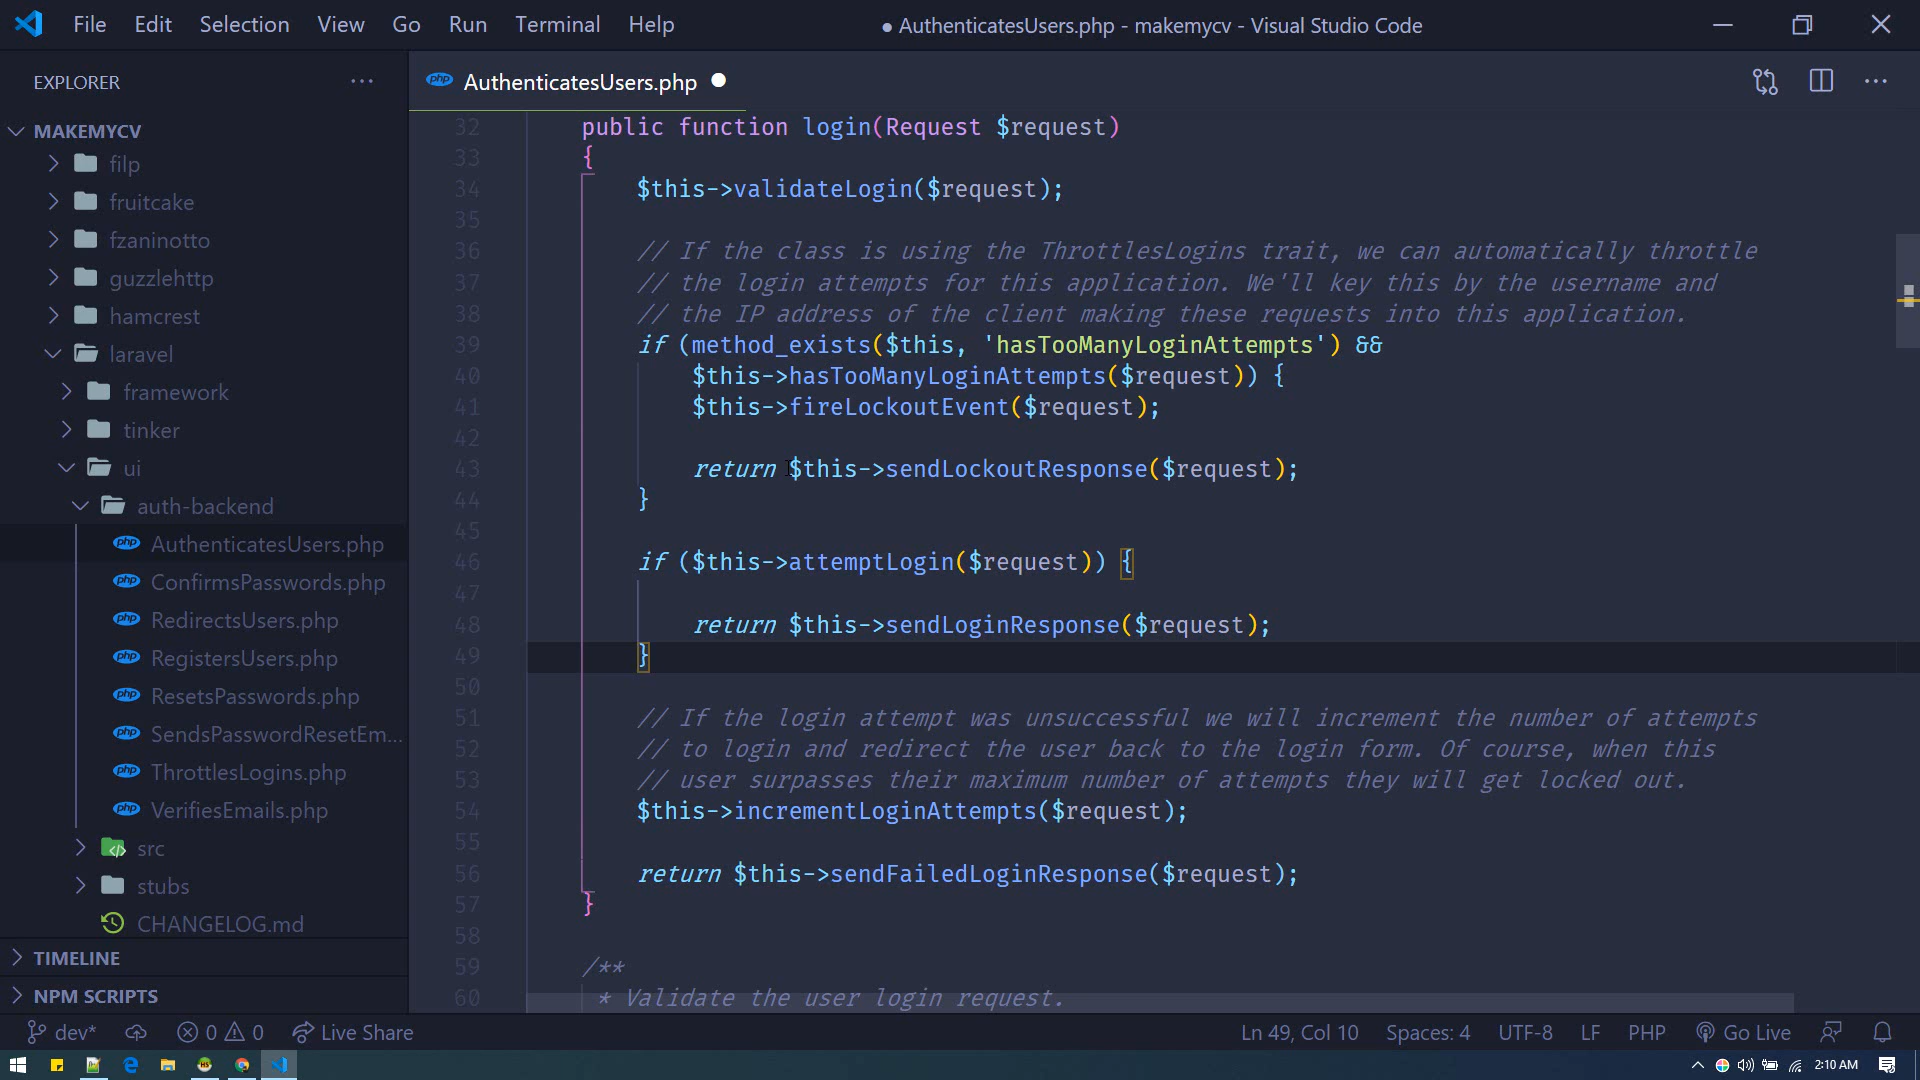 File Edit Selection View Go Run Terminal Help
● AuthenticatesUsers.php - makemycv - Visual Studio Code
EXPLORER
MAKEMYCV
filp
fruitcake
fzaninotto
guzzlehttp
hamcrest
laravel
framework
tinker
ui
auth-backend
php AuthenticatesUsers.php
php ConfirmsPasswords.php
php RedirectsUsers.php
php RegistersUsers.php
php ResetsPasswords.php
php SendsPasswordResetEm...
php ThrottlesLogins.php
php VerifiesEmails.php
src
stubs
CHANGELOG.md
TIMELINE
NPM SCRIPTS
php AuthenticatesUsers.php
32 public function login(Request $request)
33 {
34 $this->validateLogin($request);
35
36 // If the class is using the ThrottlesLogins trait, we can automatically throttle
37 // the login attempts for this application. We'll key this by the username and
38 // the IP address of the client making these requests into this application.
39 if (method_exists($this, 'hasTooManyLoginAttempts') &&
40 $this->hasTooManyLoginAttempts($request)) {
41 $this->fireLockoutEvent($request);
42
43 return $this->sendLockoutResponse($request);
44 }
45
46 if ($this->attemptLogin($request)) {
47
48 return $this->sendLoginResponse($request);
49 }
50
51 // If the login attempt was unsuccessful we will increment the number of attempts
52 // to login and redirect the user back to the login form. Of course, when this
53 // user surpasses their maximum number of attempts they will get locked out.
54 $this->incrementLoginAttempts($request);
55
56 return $this->sendFailedLoginResponse($request);
57 }
58
59 /**
60 * Validate the user login request.
dev* 0 0 Live Share
Ln 49, Col 10 Spaces: 4 UTF-8 LF PHP Go Live
2:10 AM